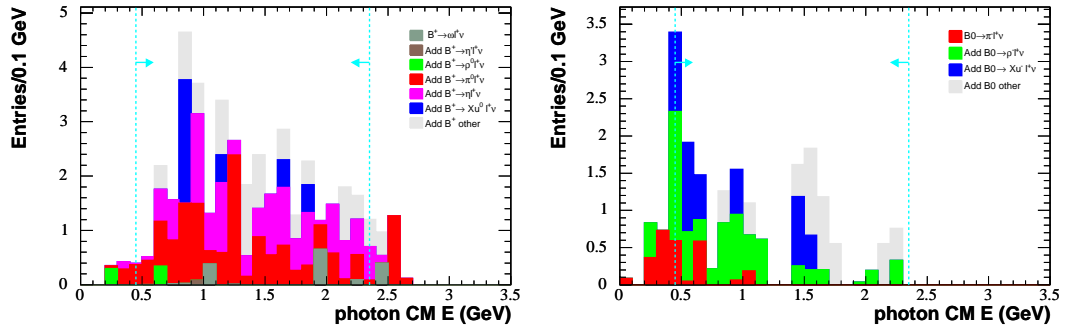 Entries/0.1 GeV
5
4
3
2
1
0
0 0.5 1 1.5 2 2.5 3 3.5
photon CM E (GeV)
B⁺→ωl⁺ν
Add B⁺→η'l⁺ν
Add B⁺→ρ⁰l⁺ν
Add B⁺→π⁰l⁺ν
Add B⁺→ηl⁺ν
Add B⁺→ Xu⁰ l⁺ν
Add B⁺ other
Entries/0.1 GeV
3.5
3
2.5
2
1.5
1
0.5
0
0 0.5 1 1.5 2 2.5 3 3.5
photon CM E (GeV)
B0→π⁻l⁺ν
Add B0→ρ⁻l⁺ν
Add B0→ Xu⁻ l⁺ν
Add B0 other